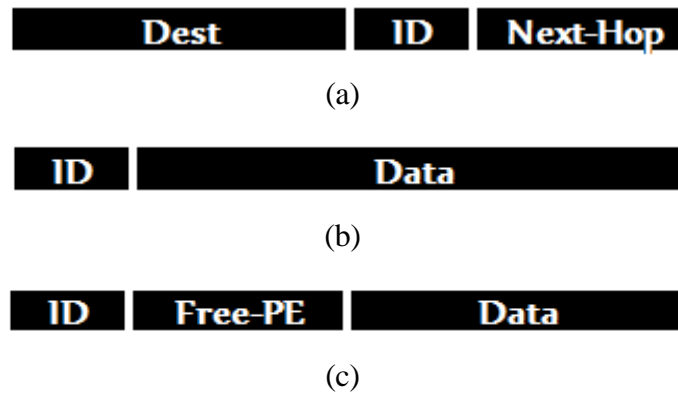 Dest ID Next-Hop
(a)
ID Data
(b)
ID Free-PE Data
(c)